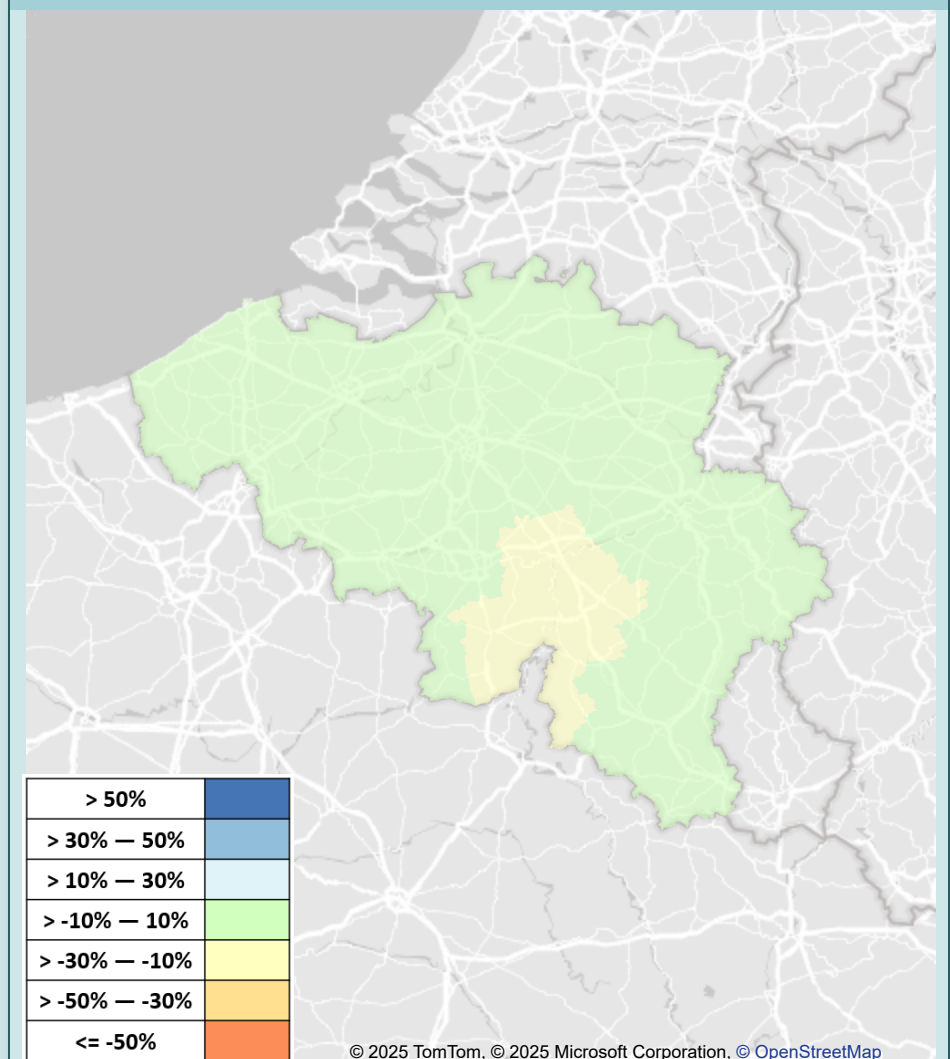 > 50%
> 30% — 50%
> 10% — 30%
> -10% — 10%
> -30% — -10%
> -50% — -30%
<= -50%
© 2025 TomTom, © 2025 Microsoft Corporation, © OpenStreetMap